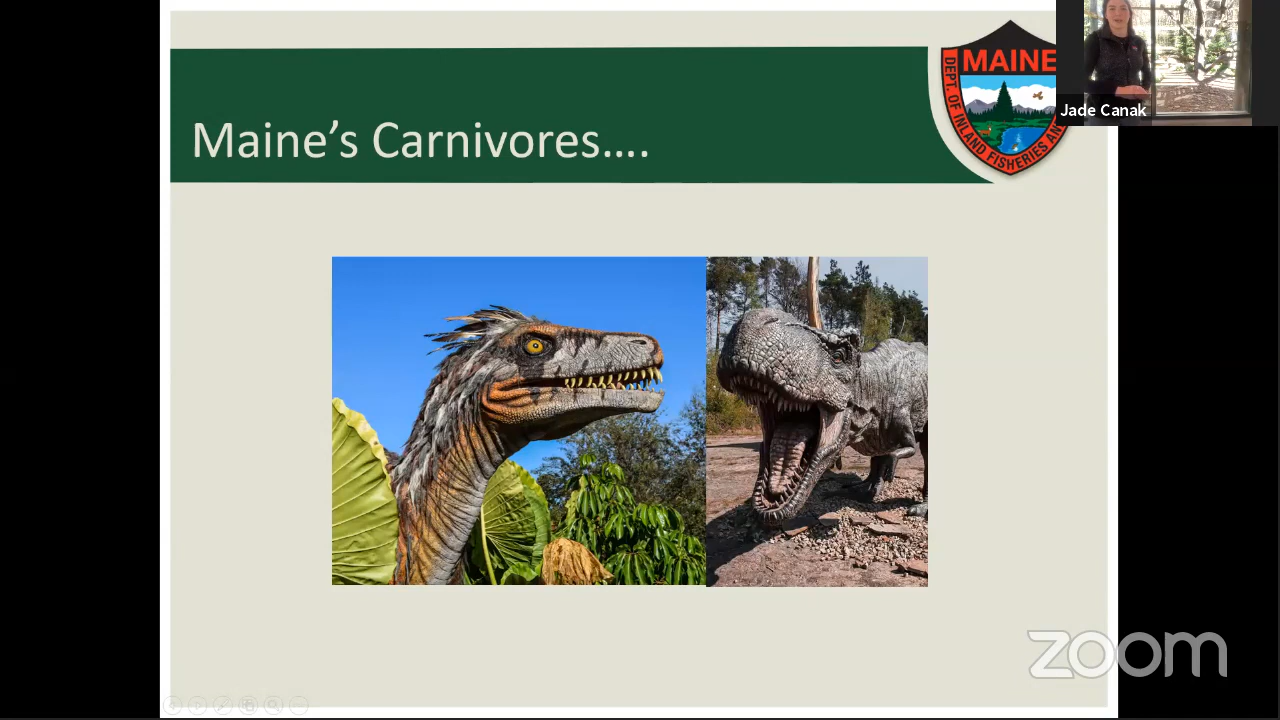 Maine's Carnivores....
MAINE
DEPT. OF INLAND FISHERIES AN
Jade Canak
zoom